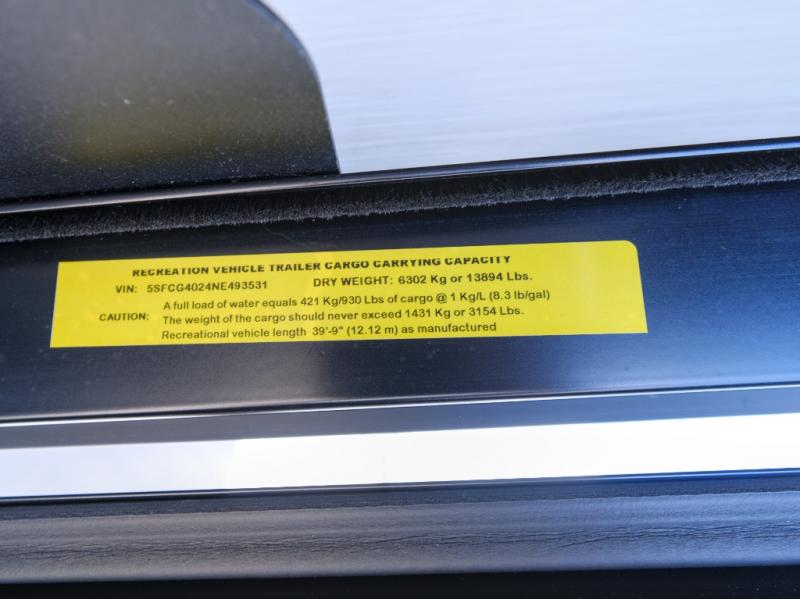 RECREATION VEHICLE TRAILER CARGO CARRYING CAPACITY
VIN: 5SFCG4024NE493531 DRY WEIGHT: 6302 Kg or 13894 Lbs.
A full load of water equals 421 Kg/930 Lbs of cargo @ 1 Kg/L (8.3 lb/gal)
CAUTION: The weight of the cargo should never exceed 1431 Kg or 3154 Lbs.
Recreational vehicle length 39'-9" (12.12 m) as manufactured